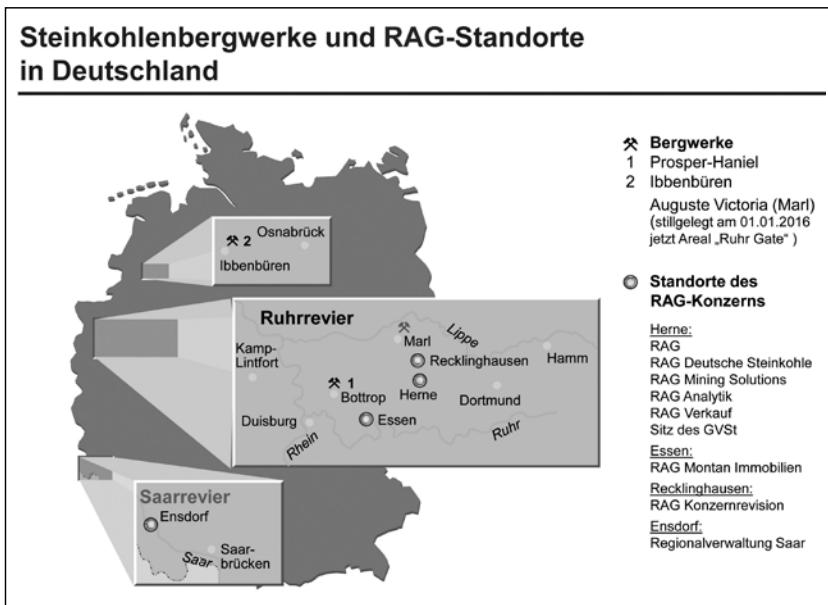 Steinkohlenbergwerke und RAG-Standorte
in Deutschland
Osnabrück
2
Ibbenbüren
Ruhrrevier
Lippe
Marl
Kamp-
Lintfort
Recklinghausen
Hamm
1
Bottrop
Herne
Dortmund
Duisburg
Essen
Rhein
Ruhr
Saarrevier
Ensdorf
Saar
Saar-
brücken
Bergwerke
1 Prosper-Haniel
2 Ibbenbüren
Auguste Victoria (Marl)
(stillgelegt am 01.01.2016
jetzt Areal „Ruhr Gate“ )
Standorte des
RAG-Konzerns
Herne:
RAG
RAG Deutsche Steinkohle
RAG Mining Solutions
RAG Analytik
RAG Verkauf
Sitz des GVSt
Essen:
RAG Montan Immobilien
Recklinghausen:
RAG Konzernrevision
Ensdorf:
Regionalverwaltung Saar